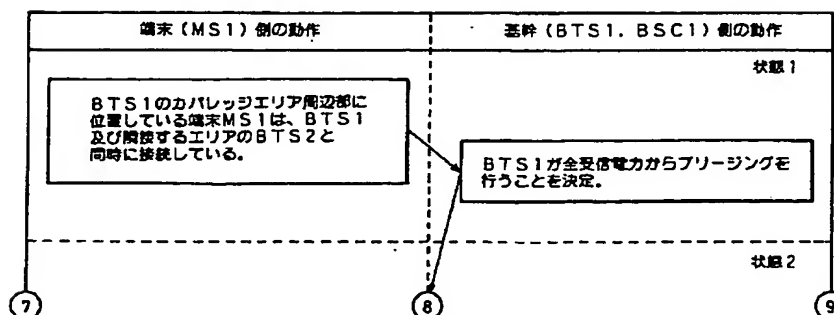 端末（MS1）側の動作
基幹（BTS1．BSC1）側の動作
状態1
BTS1のカバレッジエリア周辺部に
位置している端末MS1は、BTS1
及び隣接するエリアのBTS2と
同時に接続している。
BTS1が全受信電力からブリージングを
行うことを決定。
状態2
7
8
9